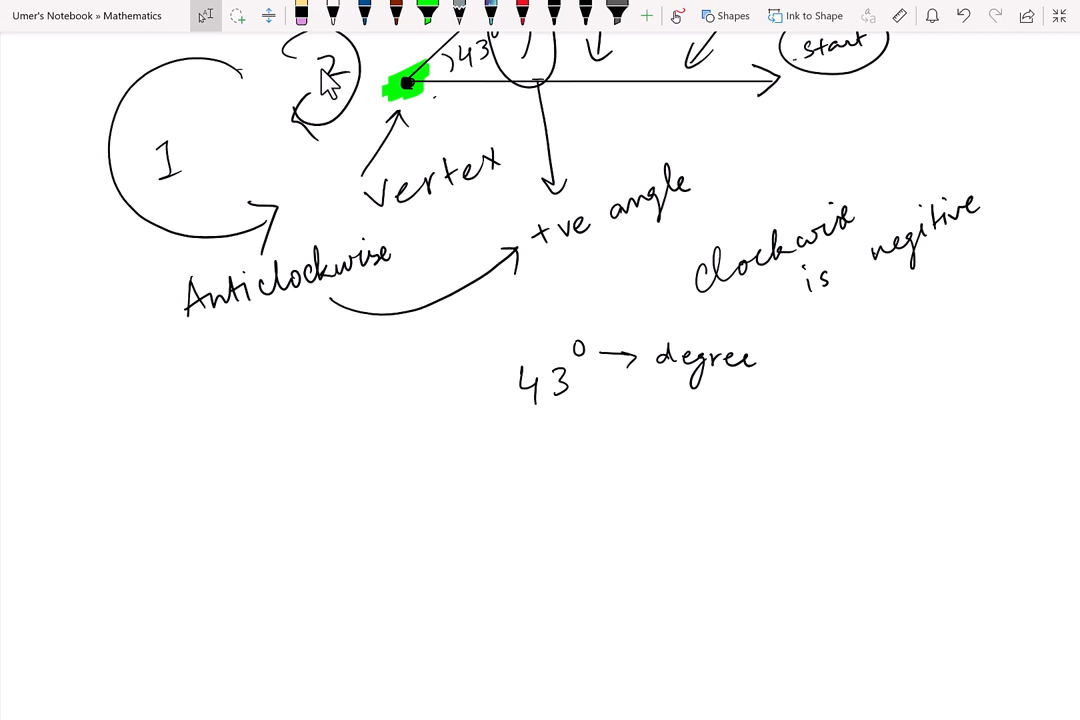 Umer's Notebook » Mathematics
Shapes
Ink to Shape
43°
start
2
1
vertex
+ve angle
Anticlockwise
clockwise
is
negitive
43° → degree